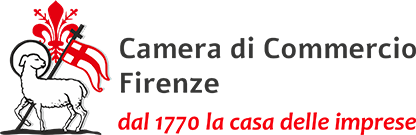 Camera di Commercio
Firenze
dal 1770 la casa delle imprese